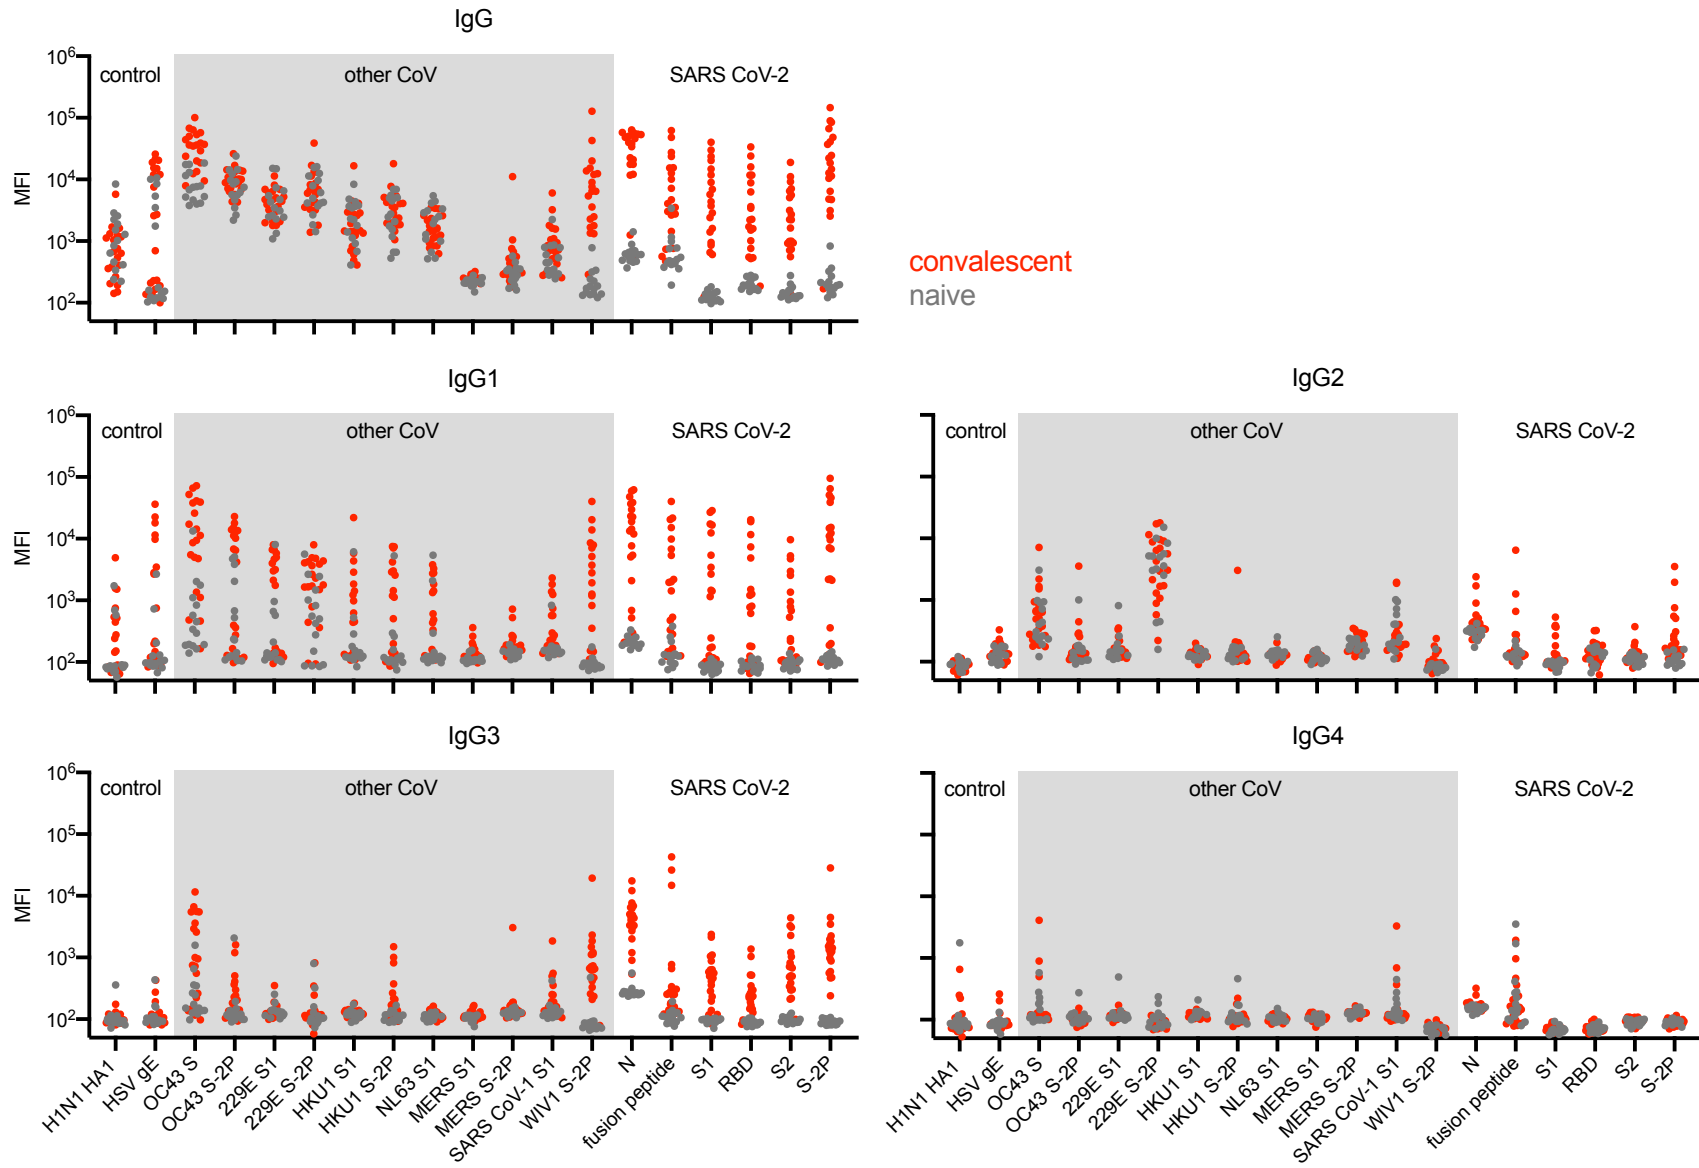 IgG
10⁶
10⁵
10⁴
10³
10²
MFI
control
other CoV
SARS CoV-2
convalescent
naive
IgG1
10⁶
10⁵
10⁴
10³
10²
MFI
control
other CoV
SARS CoV-2
IgG2
control
other CoV
SARS CoV-2
IgG3
10⁶
10⁵
10⁴
10³
10²
MFI
control
other CoV
SARS CoV-2
H1N1 HA1
HSV gE
OC43 S
OC43 S-2P
229E S1
229E S-2P
HKU1 S1
HKU1 S-2P
NL63 S1
MERS S1
MERS S-2P
SARS CoV-1 S1
WIV1 S-2P
N
fusion peptide
S1
RBD
S2
S-2P
IgG4
control
other CoV
SARS CoV-2
H1N1 HA1
HSV gE
OC43 S
OC43 S-2P
229E S1
229E S-2P
HKU1 S1
HKU1 S-2P
NL63 S1
MERS S1
MERS S-2P
SARS CoV-1 S1
WIV1 S-2P
N
fusion peptide
S1
RBD
S2
S-2P